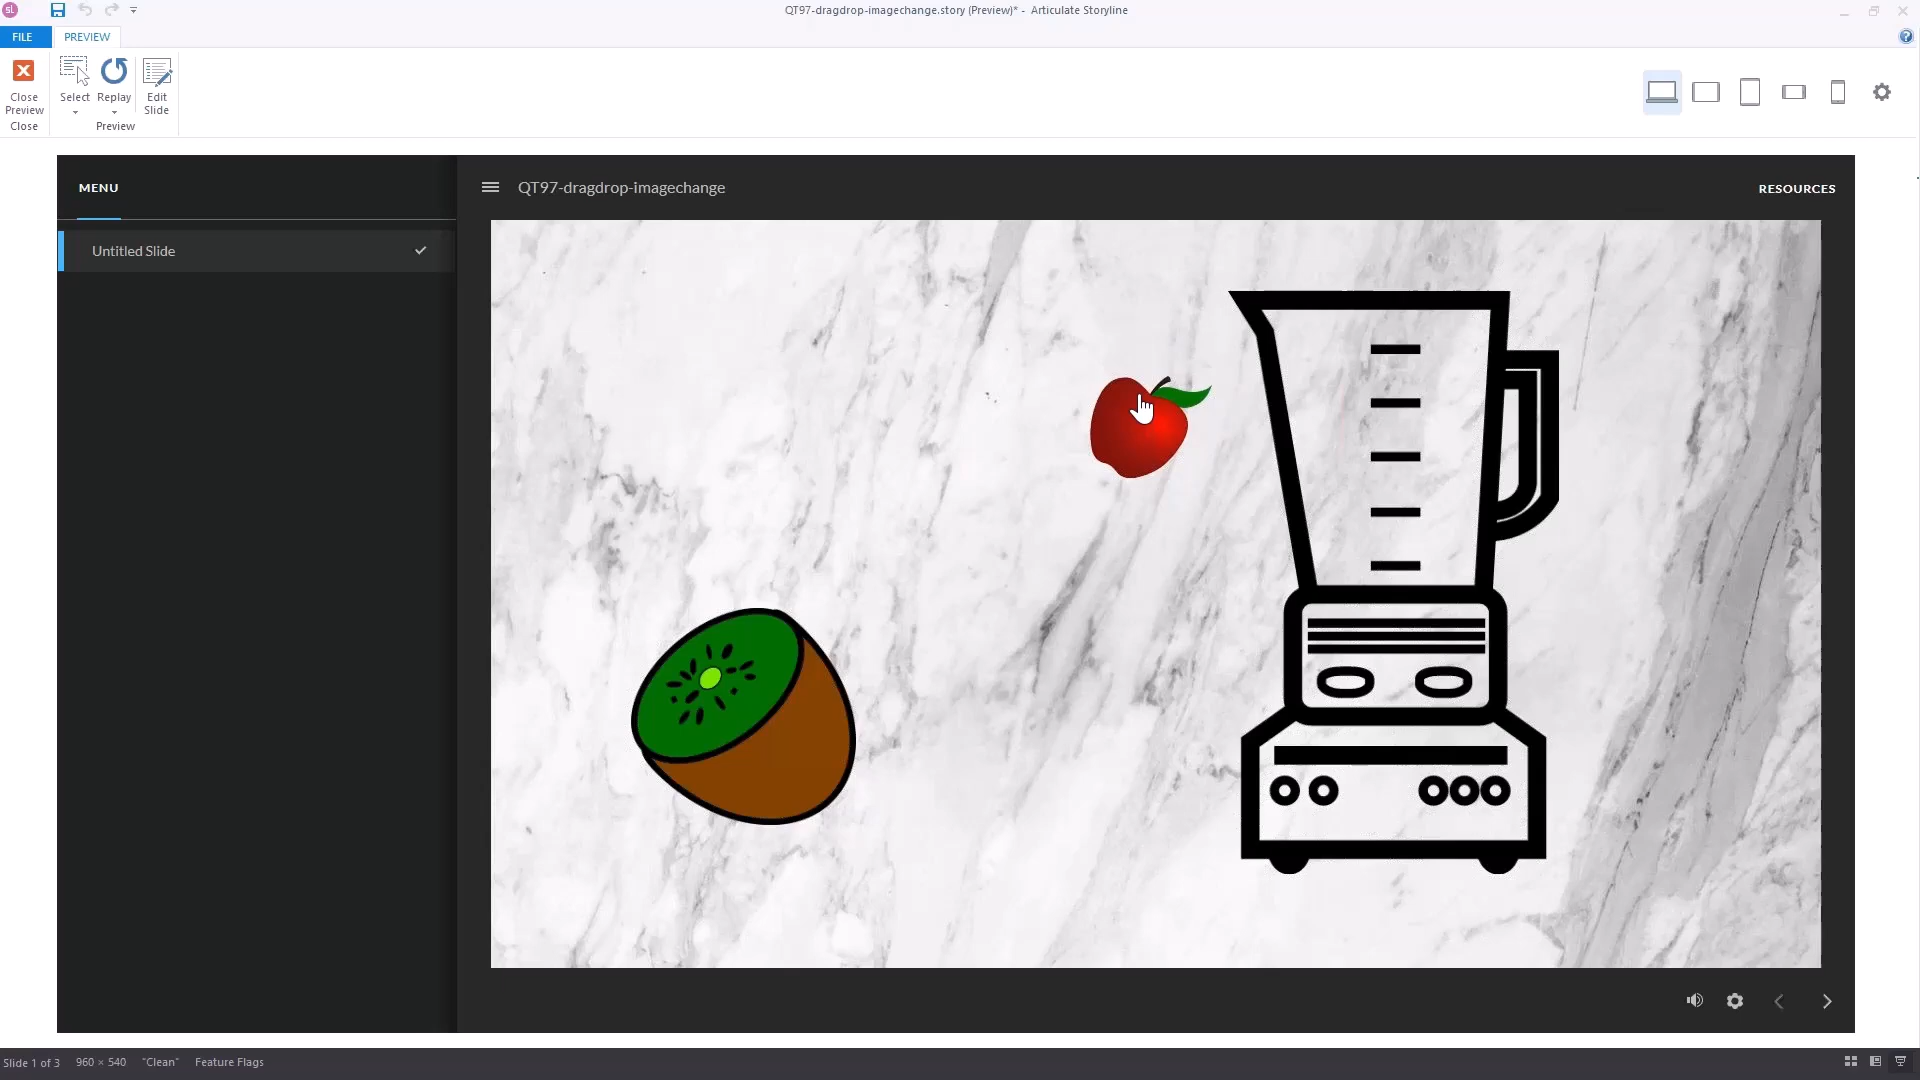 SL
QT97-dragdrop-imagechange.story (Preview)* - Articulate Storyline
FILE
PREVIEW
Close Preview
Select
Replay
Edit Slide
Close
Preview
MENU
QT97-dragdrop-imagechange
RESOURCES
Untitled Slide
Slide 1 of 3
960 × 540
"Clean"
Feature Flags